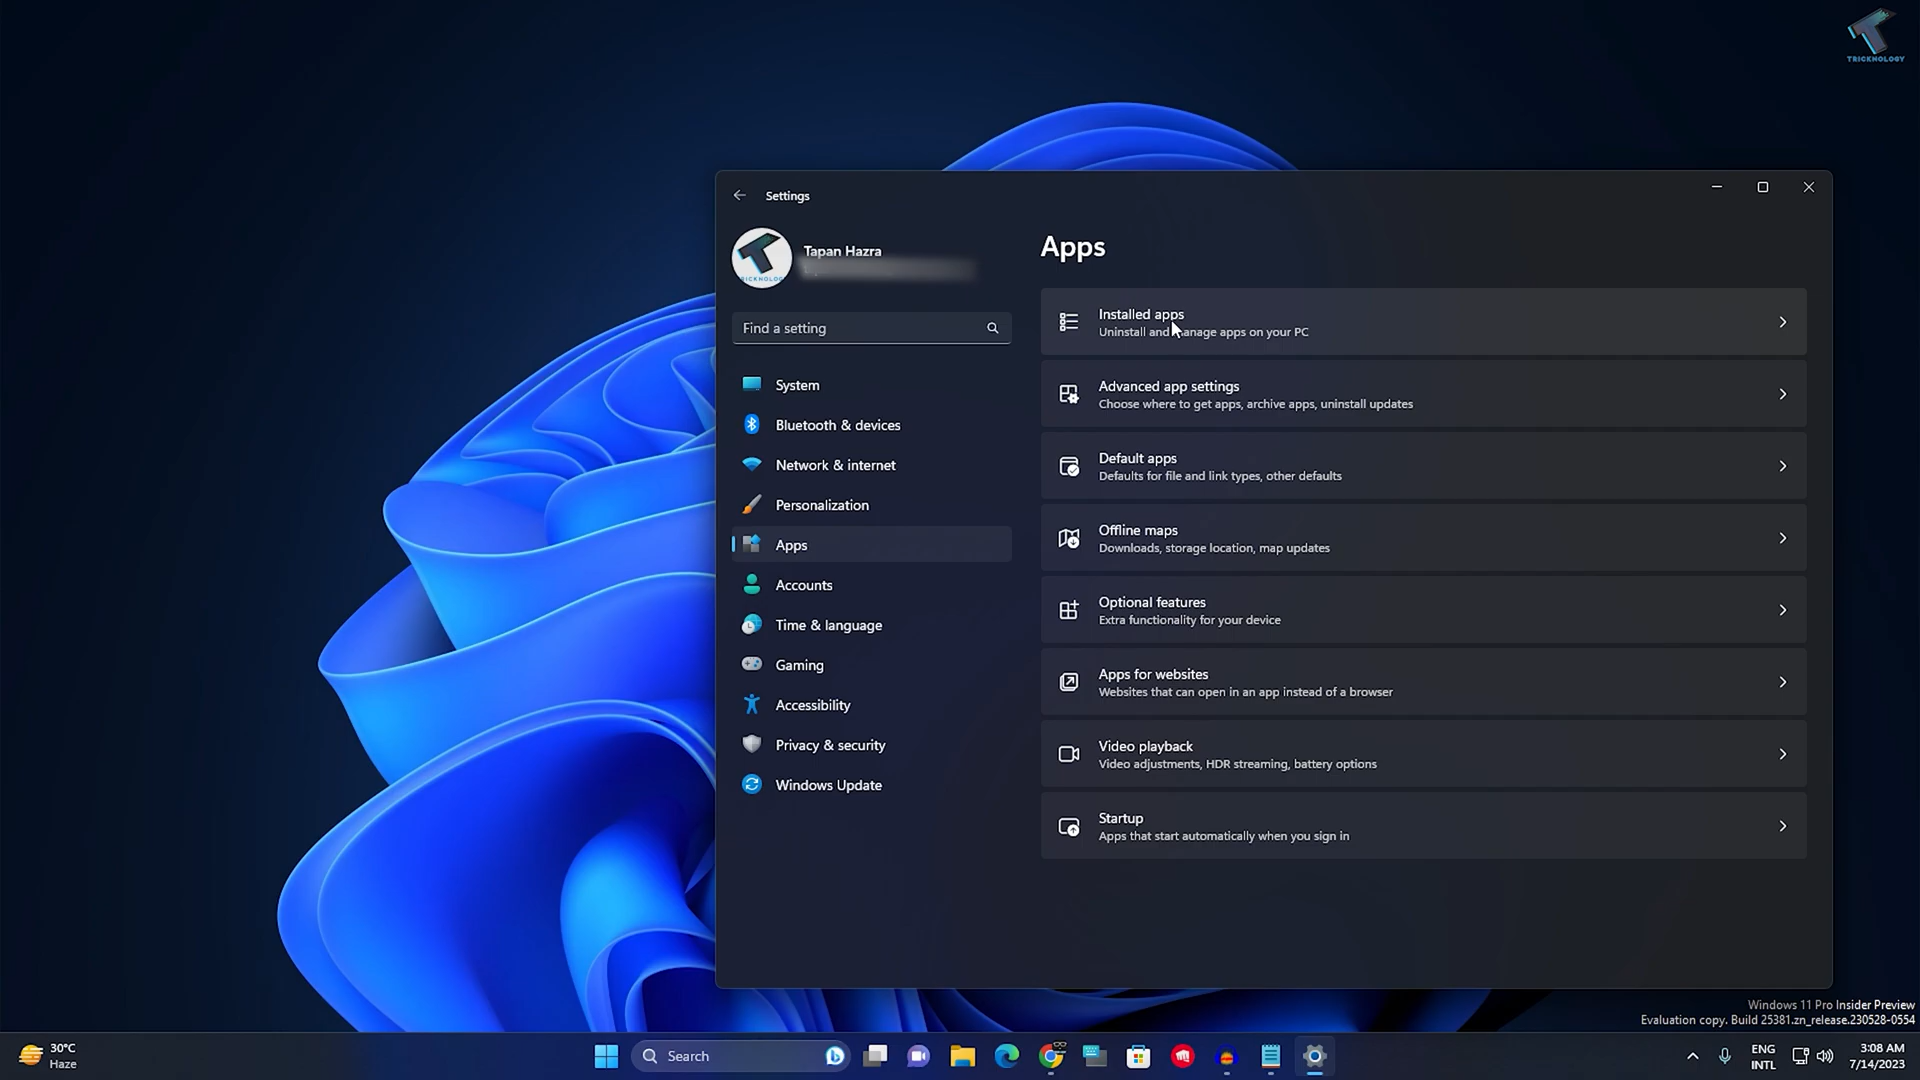 TRICKNOLOGY
Settings
Tapan Hazra
Find a setting
System
Bluetooth & devices
Network & internet
Personalization
Apps
Accounts
Time & language
Gaming
Accessibility
Privacy & security
Windows Update
Apps
Installed apps
Uninstall and manage apps on your PC
Advanced app settings
Choose where to get apps, archive apps, uninstall updates
Default apps
Defaults for file and link types, other defaults
Offline maps
Downloads, storage location, map updates
Optional features
Extra functionality for your device
Apps for websites
Websites that can open in an app instead of a browser
Video playback
Video adjustments, HDR streaming, battery options
Startup
Apps that start automatically when you sign in
Windows 11 Pro Insider Preview
Evaluation copy. Build 25381.zn_release.230528-0554
30°C
Haze
Search
ENG
INTL
3:08 AM
7/14/2023